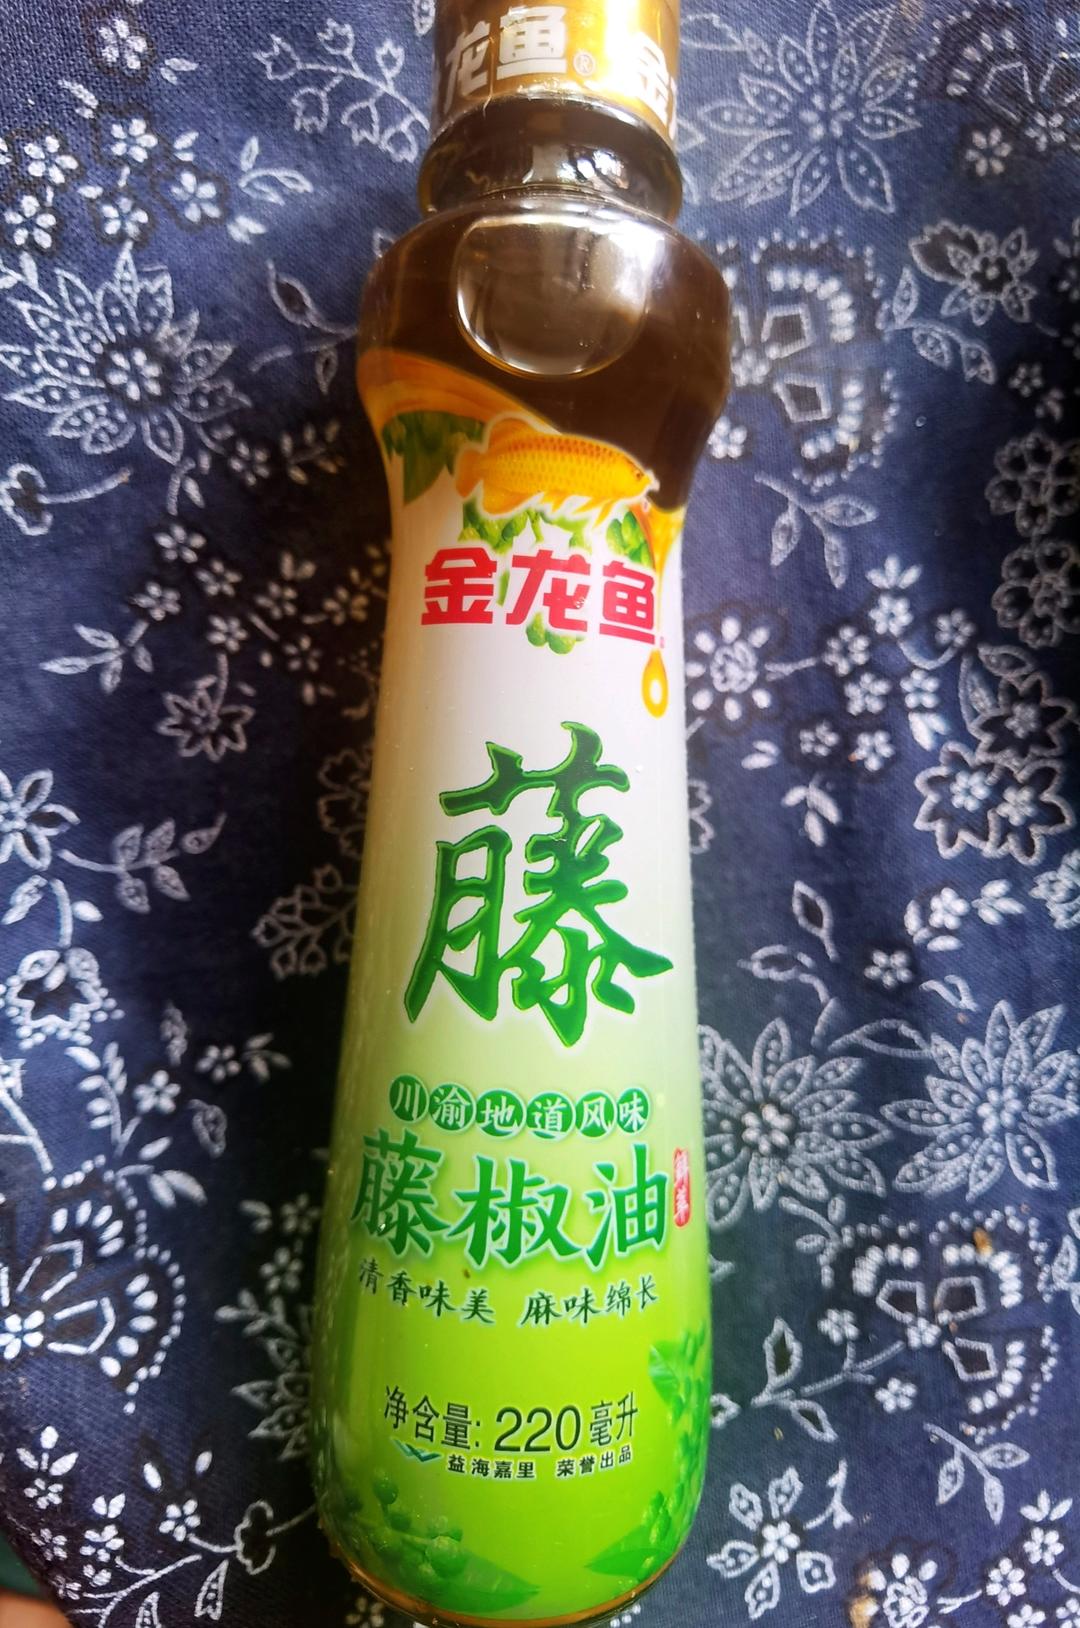 龙鱼® 金
金龙鱼
藤
川渝地道风味
藤椒油
清香味美 麻味绵长
净含量: 220毫升
益海嘉里 荣誉出品